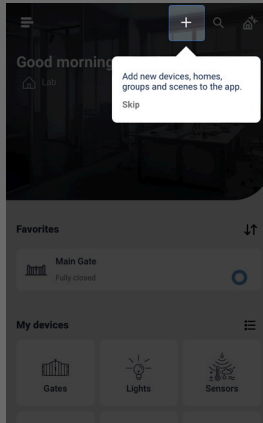 Good morning
Lab
Add new devices, homes,
groups and scenes to the app.
Skip
Favorites
Main Gate
Fully closed
My devices
Gates
Lights
Sensors